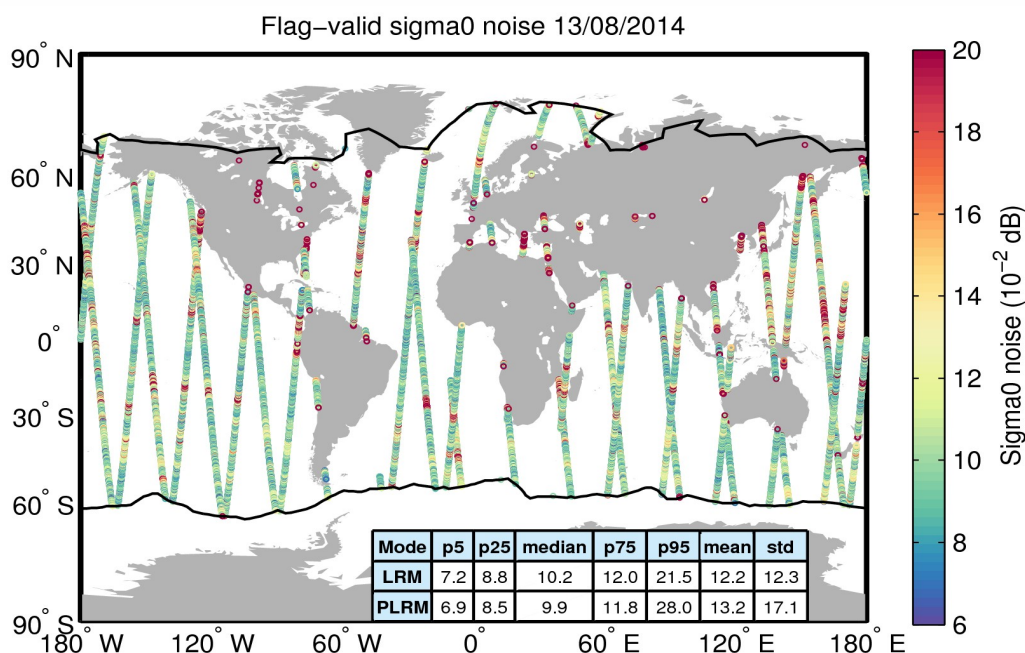 Flag−valid sigma0 noise 13/08/2014
90° N
60° N
30° N
0°
30° S
60° S
90° S
180° W
120° W
60° W
0°
60° E
120° E
180° E
20
18
16
14
12
10
8
6
Sigma0 noise (10⁻² dB)
Mode p5 p25 median p75 p95 mean std
LRM 7.2 8.8 10.2 12.0 21.5 12.2 12.3
PLRM 6.9 8.5 9.9 11.8 28.0 13.2 17.1